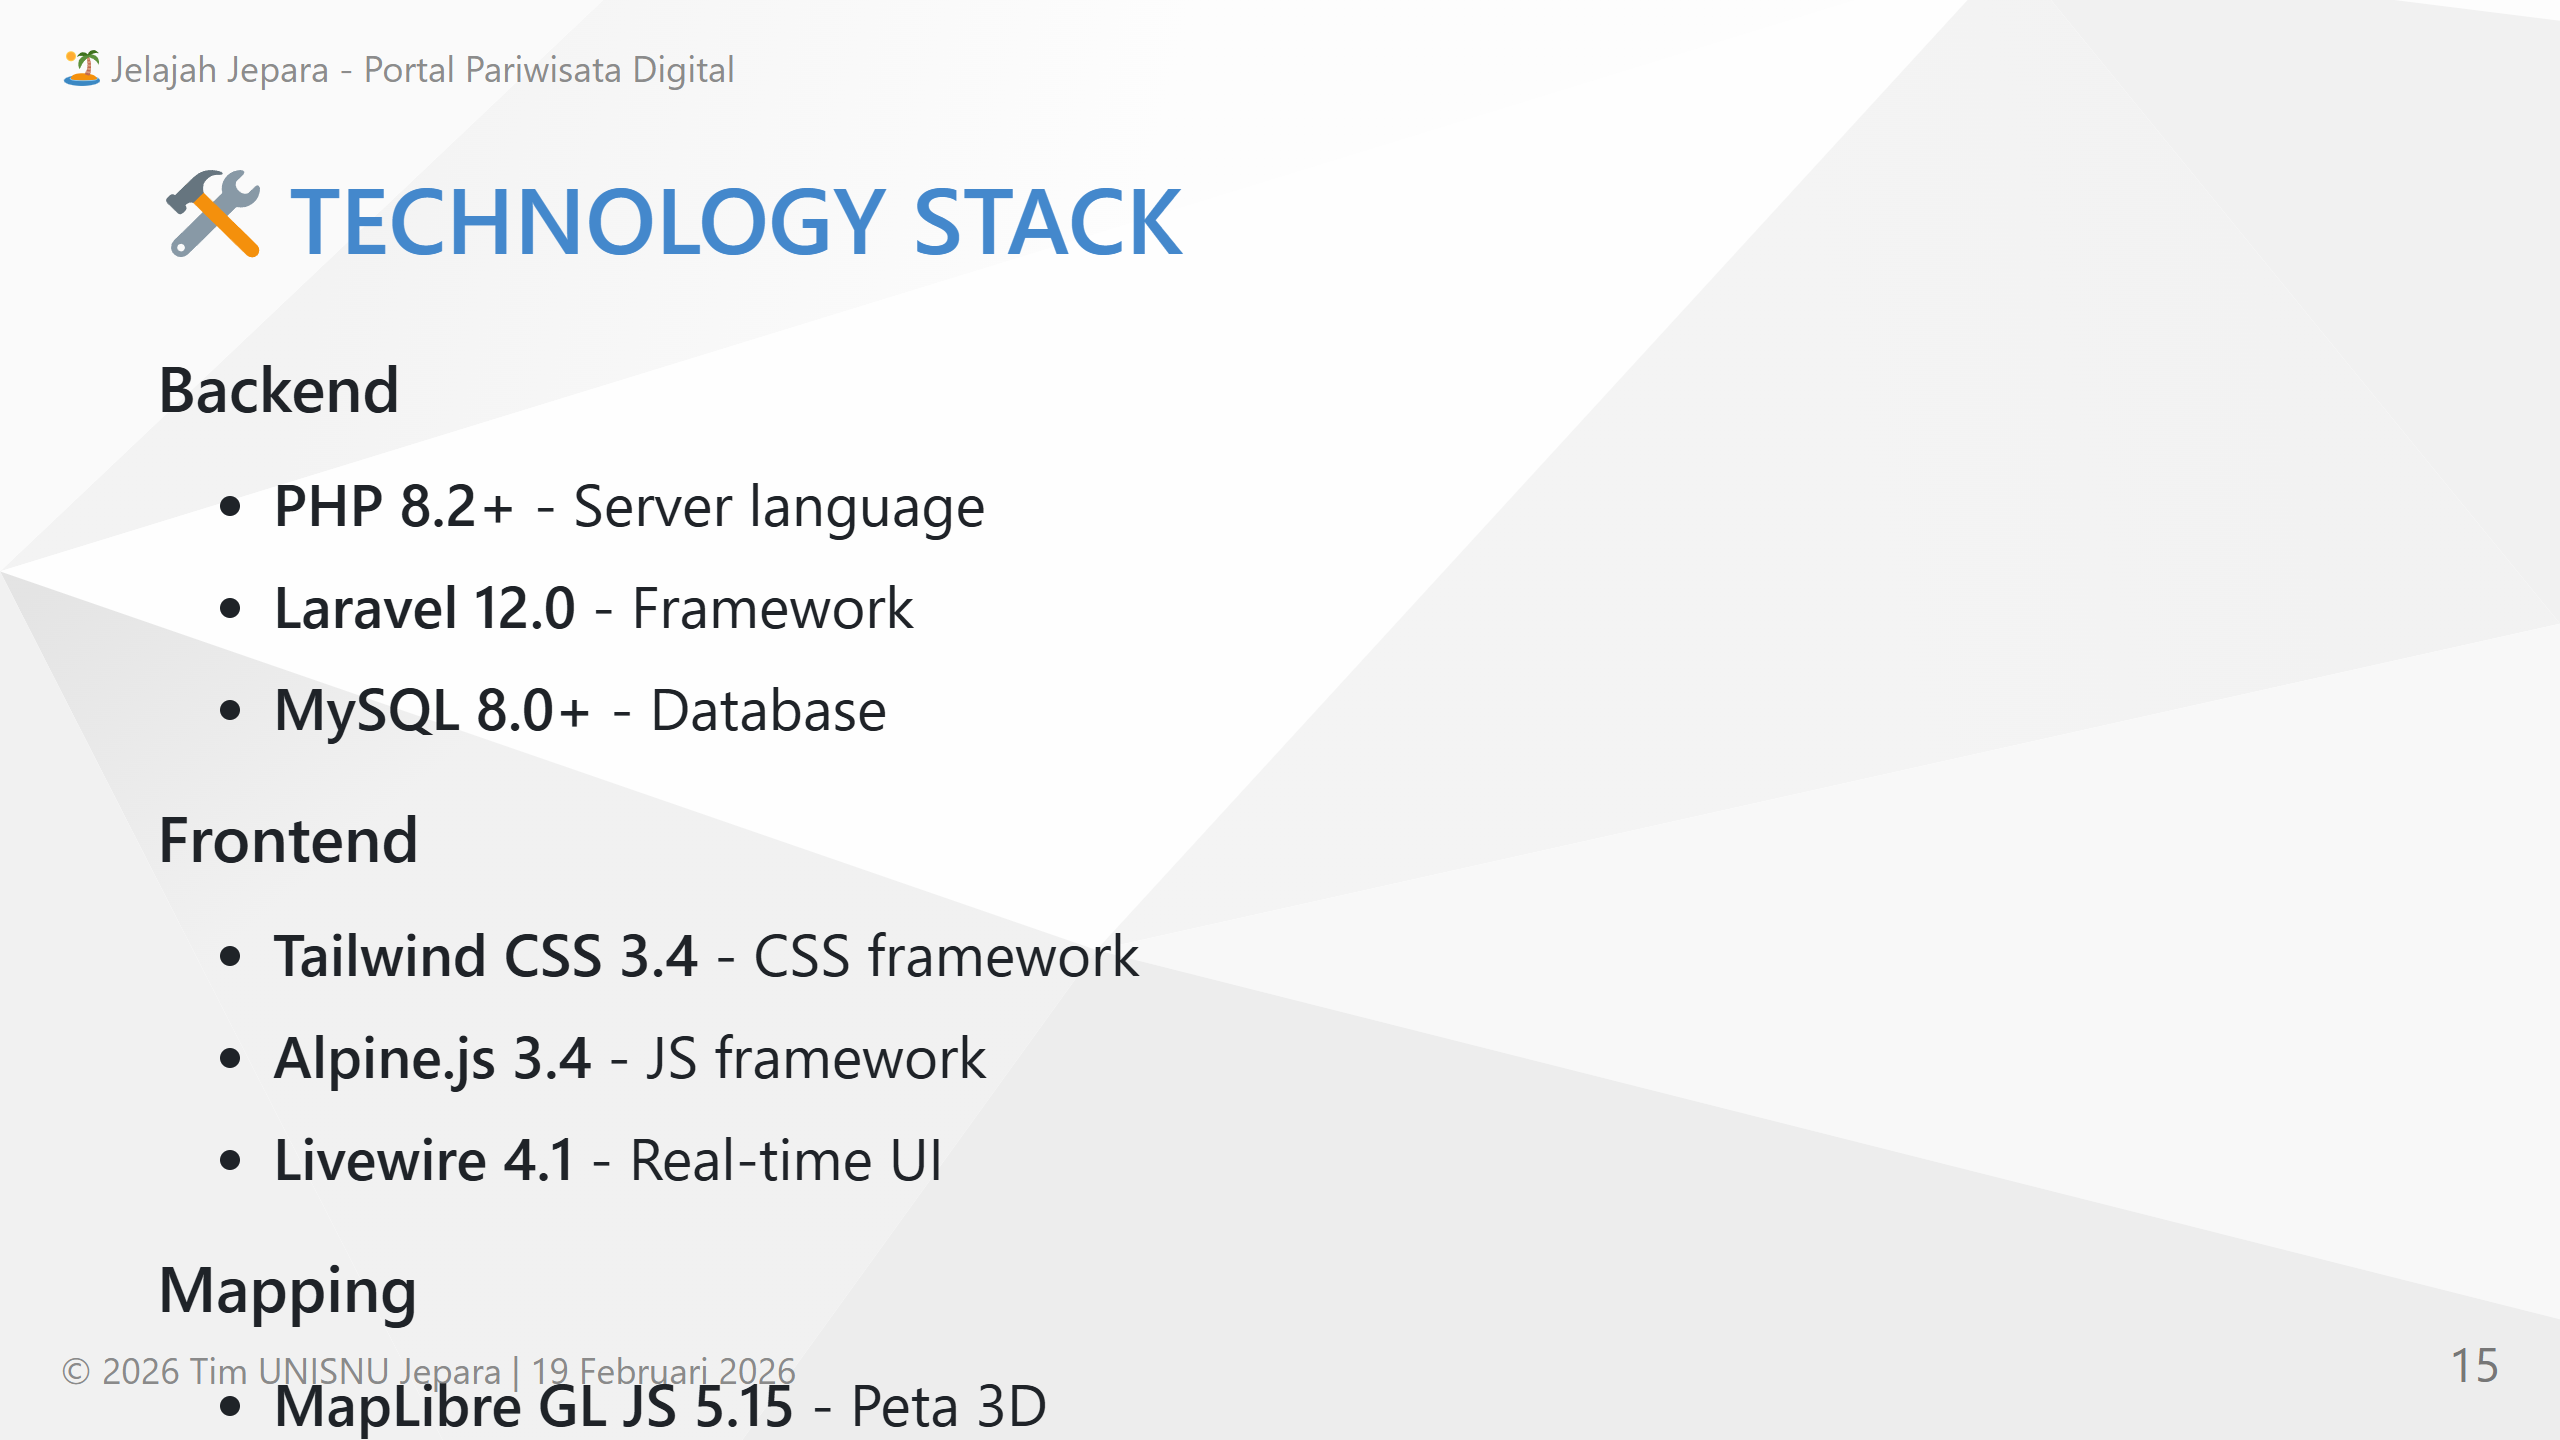 Jelajah Jepara - Portal Pariwisata Digital
TECHNOLOGY STACK
Backend
• PHP 8.2+ - Server language
• Laravel 12.0 - Framework
• MySQL 8.0+ - Database
Frontend
• Tailwind CSS 3.4 - CSS framework
• Alpine.js 3.4 - JS framework
• Livewire 4.1 - Real-time UI
Mapping
© 2026 Tim UNISNU Jepara | 19 Februari 2026
15
• MapLibre GL JS 5.15 - Peta 3D